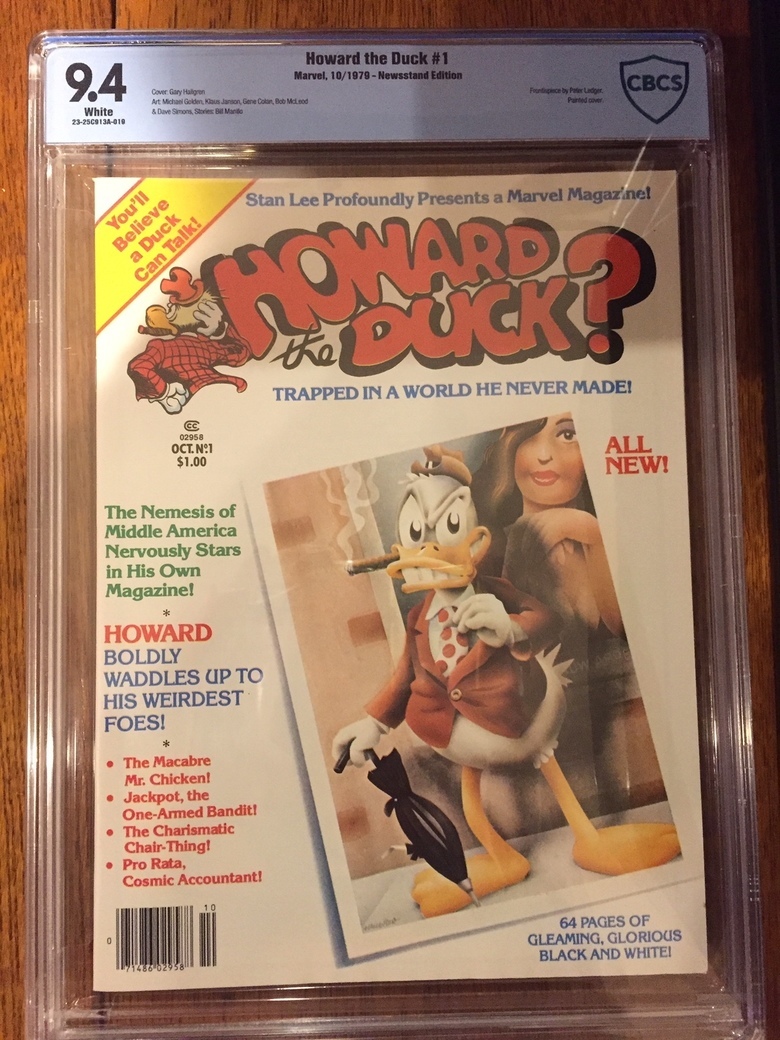 Howard the Duck #1
Marvel, 10/1979 - Newsstand Edition
9.4
White
23-25C913A-019
Cover: Gary Hallgren
Art: Michael Golden, Klaus Janson, Gene Colan, Bob McLeod
& Dave Simons, Stories: Bill Mantlo
Frontispiece by Peter Ledger.
Painted cover.
CBCS
You'll
Believe
a Duck
Can Talk!
Stan Lee Profoundly Presents a Marvel Magazine!
HOWARD
the DUCK?
TRAPPED IN A WORLD HE NEVER MADE!
CC
02958
OCT. Nº1
$1.00
ALL
NEW!
The Nemesis of
Middle America
Nervously Stars
in His Own
Magazine!
*
HOWARD
BOLDLY
WADDLES UP TO
HIS WEIRDEST
FOES!
*
• The Macabre
Mr. Chicken!
• Jackpot, the
One-Armed Bandit!
• The Charismatic
Chair-Thing!
• Pro Rata,
Cosmic Accountant!
10
0
71486 02958
64 PAGES OF
GLEAMING, GLORIOUS
BLACK AND WHITE!